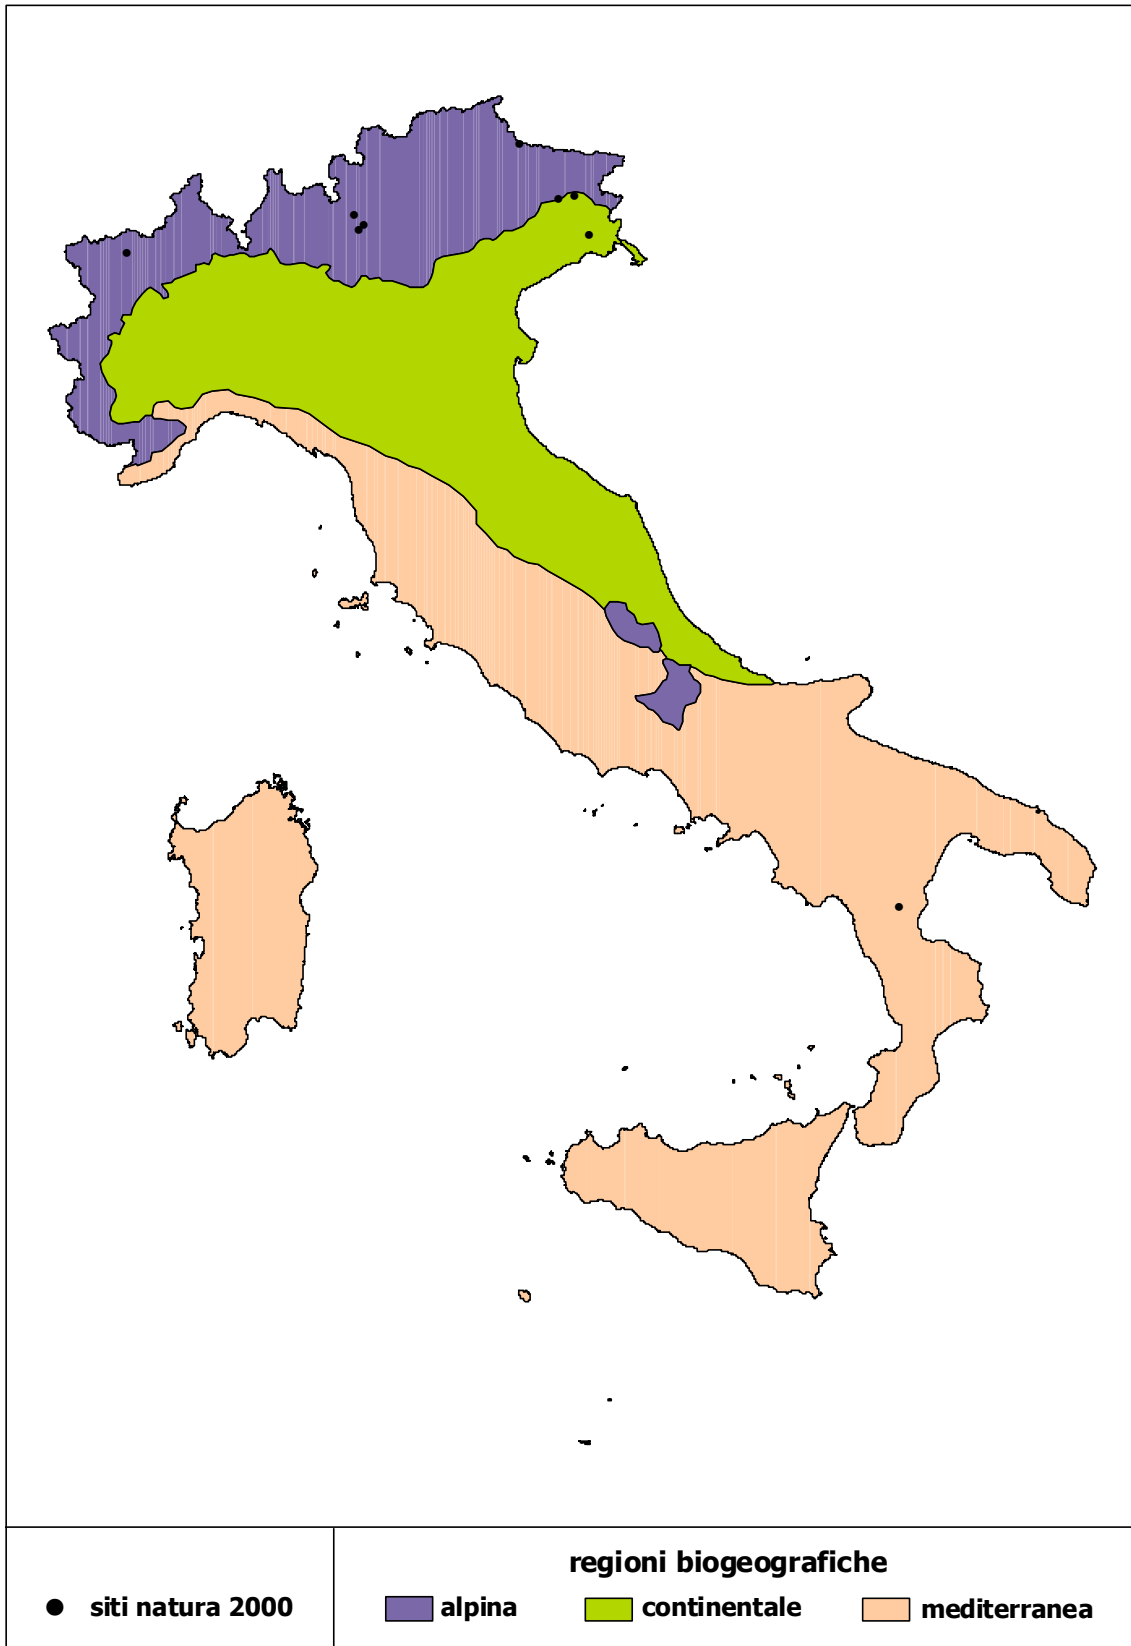 regioni biogeografiche
siti natura 2000
alpina
continentale
mediterranea